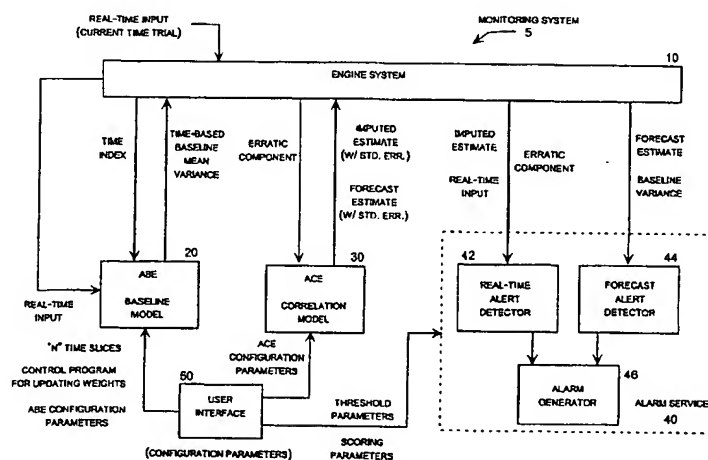 REAL-TIME INPUT
(CURRENT TIME TRIAL)
MONITORING SYSTEM
5
10
ENGINE SYSTEM
TIME
INDEX
TIME-BASED
BASELINE
MEAN
VARIANCE
ERRATIC
COMPONENT
IMPUTED
ESTIMATE
(W/ STD. ERR.)
FORECAST
ESTIMATE
(W/ STD. ERR.)
IMPUTED
ESTIMATE
REAL-TIME
INPUT
ERRATIC
COMPONENT
FORECAST
ESTIMATE
BASELINE
VARIANCE
20
ABE
BASELINE
MODEL
30
ACE
CORRELATION
MODEL
42
REAL-TIME
ALERT
DETECTOR
44
FORECAST
ALERT
DETECTOR
REAL-TIME
INPUT
"N" TIME SLICES
CONTROL PROGRAM
FOR UPDATING WEIGHTS
ABE CONFIGURATION
PARAMETERS
ACE
CONFIGURATION
PARAMETERS
50
USER
INTERFACE
(CONFIGURATION PARAMETERS)
THRESHOLD
PARAMETERS
SCORING
PARAMETERS
46
ALARM
GENERATOR
ALARM SERVICE
40